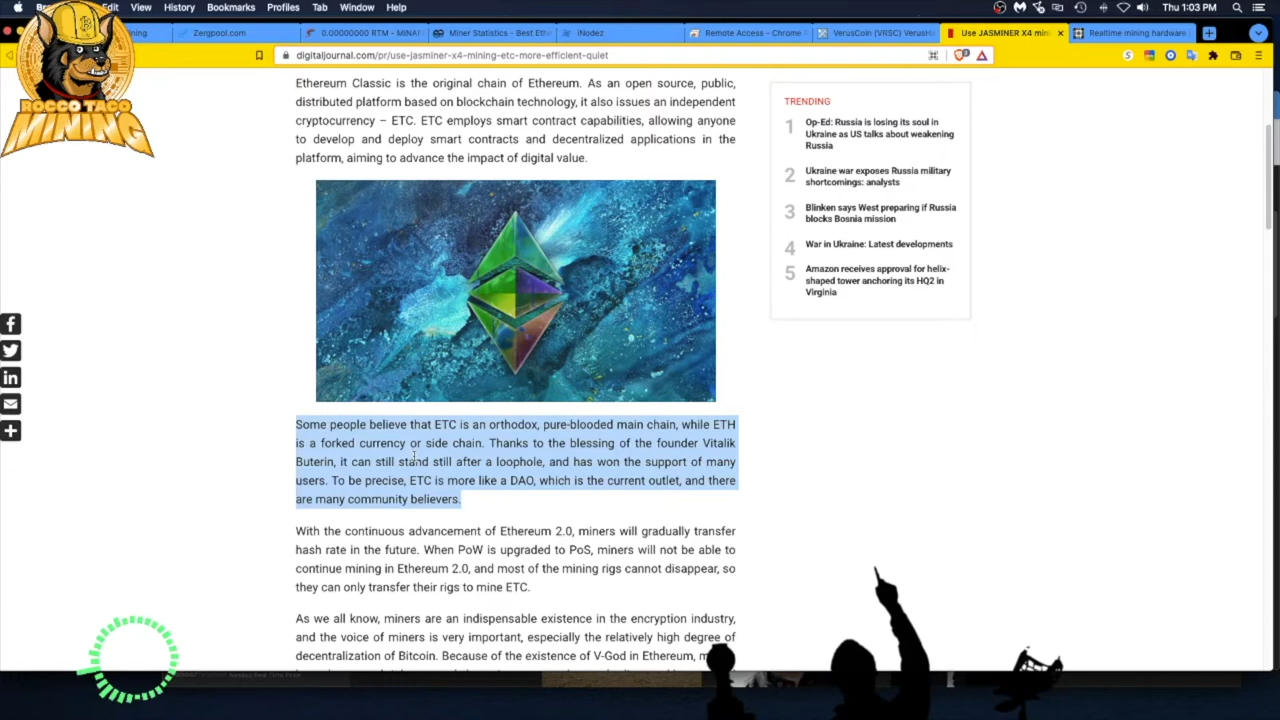 Edit View History Bookmarks Profiles Tab Window Help
Thu 1:03 PM
ning
Zergpool.com
0.00000000 RTM - MINAF
Miner Statistics - Best Eth
iNodez
Remote Access - Chrome R
VerusCoin (VRSC) VerusHa
Use JASMINER X4 mini
Realtime mining hardware
digitaljournal.com/pr/use-jasminer-x4-mining-etc-more-efficient-quiet
ROCCO TACO
MINING
Ethereum Classic is the original chain of Ethereum. As an open source, public,
distributed platform based on blockchain technology, it also issues an independent
cryptocurrency – ETC. ETC employs smart contract capabilities, allowing anyone
to develop and deploy smart contracts and decentralized applications in the
platform, aiming to advance the impact of digital value.
Some people believe that ETC is an orthodox, pure-blooded main chain, while ETH
is a forked currency or side chain. Thanks to the blessing of the founder Vitalik
Buterin, it can still stand still after a loophole, and has won the support of many
users. To be precise, ETC is more like a DAO, which is the current outlet, and there
are many community believers.
With the continuous advancement of Ethereum 2.0, miners will gradually transfer
hash rate in the future. When PoW is upgraded to PoS, miners will not be able to
continue mining in Ethereum 2.0, and most of the mining rigs cannot disappear, so
they can only transfer their rigs to mine ETC.
As we all know, miners are an indispensable existence in the encryption industry,
and the voice of miners is very important, especially the relatively high degree of
decentralization of Bitcoin. Because of the existence of V-God in Ethereum, m
TRENDING
1 Op-Ed: Russia is losing its soul in
Ukraine as US talks about weakening
Russia
2 Ukraine war exposes Russia military
shortcomings: analysts
3 Blinken says West preparing if Russia
blocks Bosnia mission
4 War in Ukraine: Latest developments
5 Amazon receives approval for helix-
shaped tower anchoring its HQ2 in
Virginia